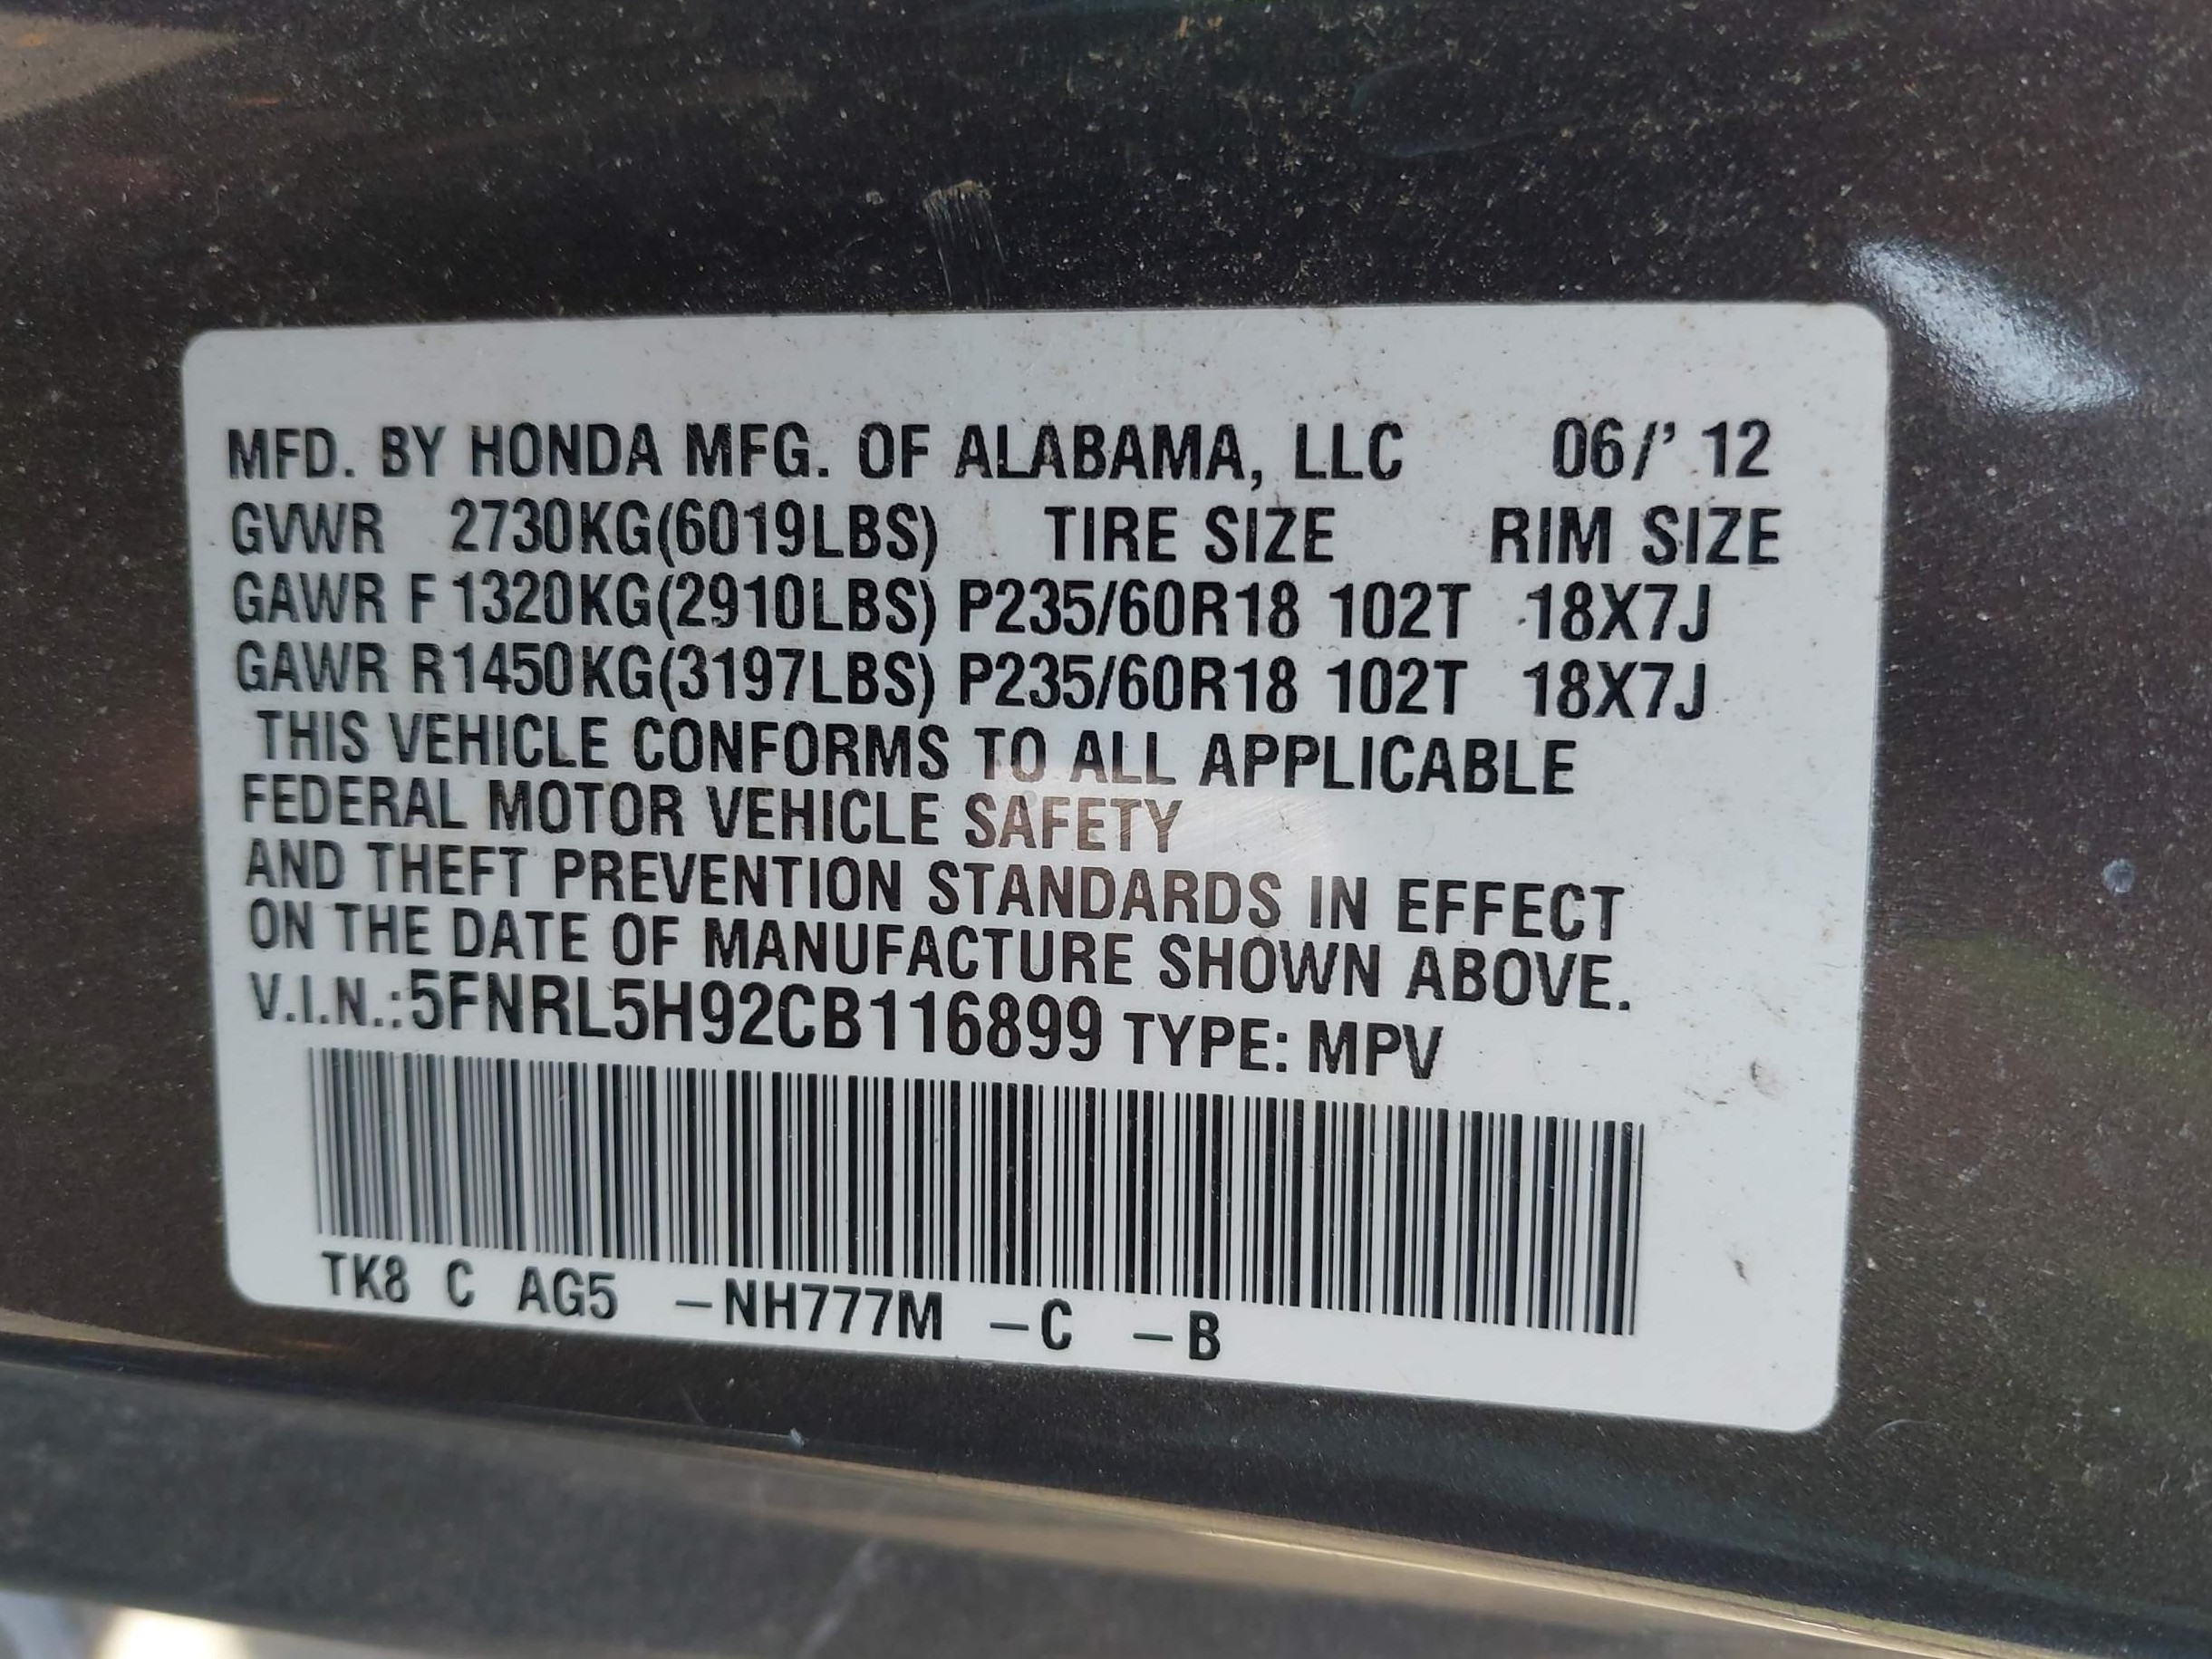 MFD. BY HONDA MFG. OF ALABAMA, LLC 06/' 12
GVWR 2730KG(6019LBS) TIRE SIZE RIM SIZE
GAWR F 1320KG(2910LBS) P235/60R18 102T 18X7J
GAWR R1450KG(3197LBS) P235/60R18 102T 18X7J
THIS VEHICLE CONFORMS TO ALL APPLICABLE
FEDERAL MOTOR VEHICLE SAFETY
AND THEFT PREVENTION STANDARDS IN EFFECT
ON THE DATE OF MANUFACTURE SHOWN ABOVE.
V.I.N.:5FNRL5H92CB116899 TYPE: MPV
TK8 C AG5 –NH777M –C –B